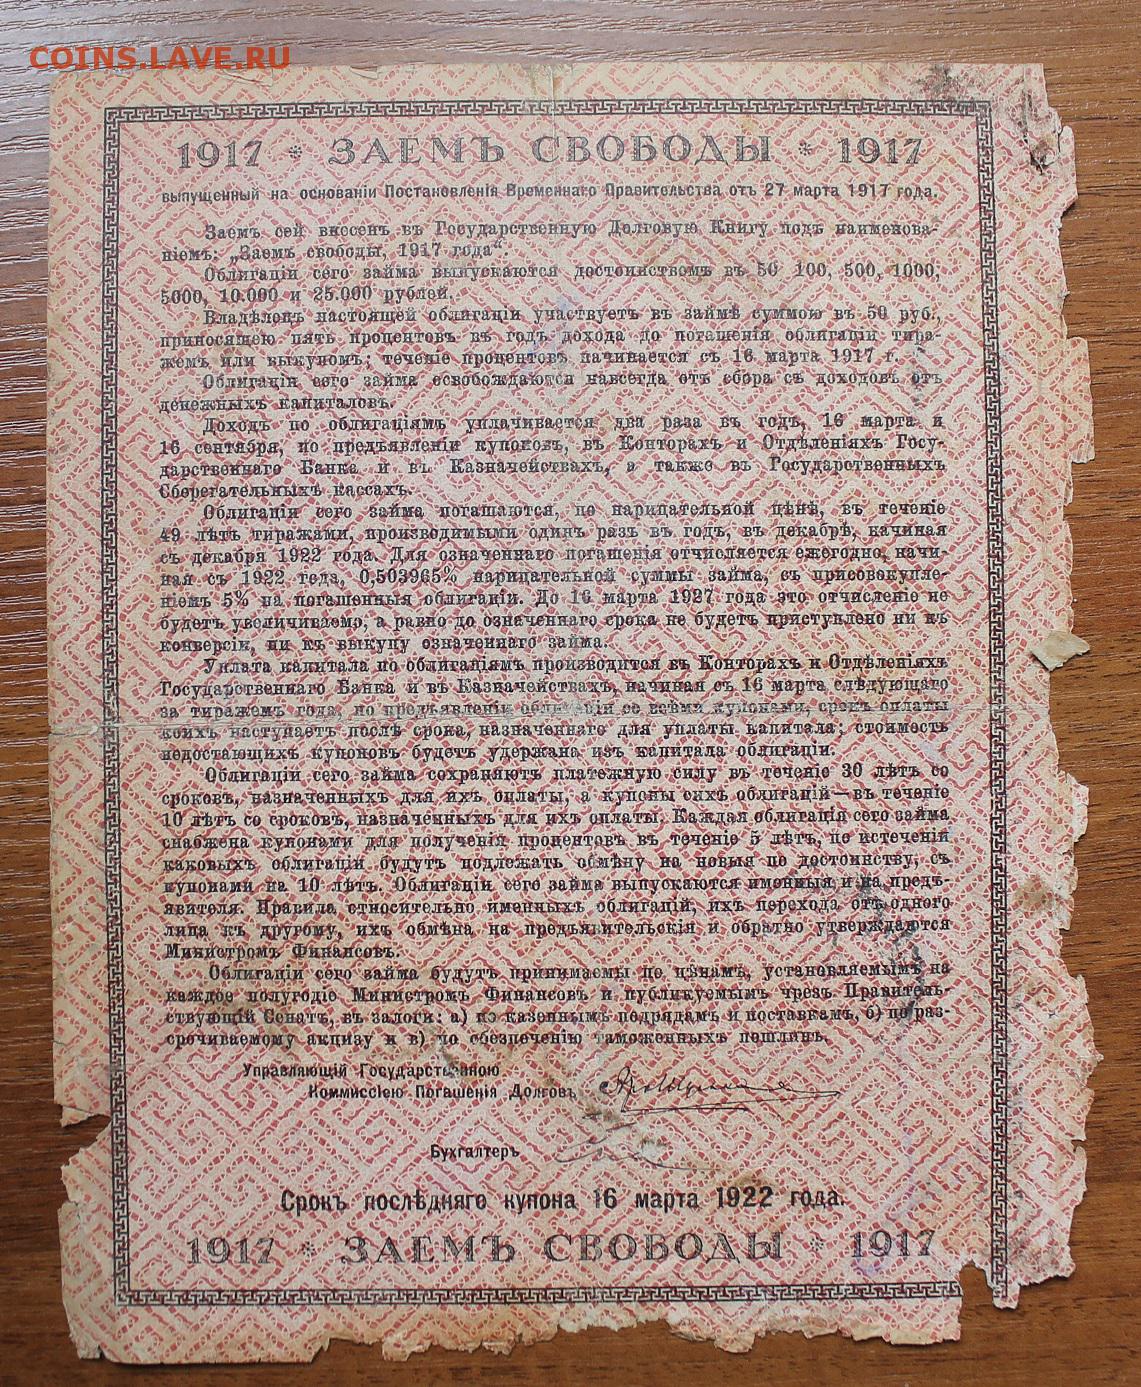 COINS.LAVE.RU
1917 * ЗАЕМЪ СВОБОДЫ * 1917
выпущенный на основаніи Постановленія Временнаго Правительства отъ 27 марта 1917 года.
Заемъ сей внесенъ въ Государственную Долговую Книгу подъ наименова-
ніемъ: „Заемъ свободы, 1917 года“.
Облигаціи сего займа выпускаются достоинствомъ въ 50 100, 500, 1000,
5000, 10.000 и 25.000 рублей.
Владѣлецъ настоящей облигаціи участвуетъ въ займѣ суммою въ 50 руб.,
приносящею пять процентовъ въ годъ дохода до погашенія облигаціи тира-
жемъ или выкупомъ; теченіе процентовъ начинается съ 16 марта 1917 г.
Облигаціи сего займа освобождаются навсегда отъ сбора съ доходовъ отъ
денежныхъ капиталовъ.
Доходъ по облигаціямъ уплачивается два раза въ годъ, 16 марта и
16 сентября, по предъявленіи купоновъ, въ Конторахъ и Отдѣленіяхъ Госу-
дарственнаго Банка и въ Казначействахъ, а также въ Государственныхъ
Сберегательныхъ кассахъ.
Облигаціи сего займа погашаются, по нарицательной цѣнѣ, въ теченіе
49 лѣтъ тиражами, производимыми одинъ разъ въ годъ, въ декабрѣ, начиная
съ декабря 1922 года. Для означеннаго погашенія отчисляется ежегодно, начи-
ная съ 1922 года, 0,503965% нарицательной суммы займа, съ присовокупле-
ніемъ 5% на погашенныя облигаціи. До 16 марта 1927 года это отчисленіе не
будетъ увеличиваемо, а равно до означеннаго срока не будетъ приступлено ни къ
конверсіи, ни къ выкупу означеннаго займа.
Уплата капитала по облигаціямъ производится въ Конторахъ и Отдѣленіяхъ
Государственнаго Банка и въ Казначействахъ, начиная съ 16 марта слѣдующаго
за тиражемъ года, по предъявленіи облигаціи со всѣми купонами, срокъ оплаты
коихъ наступаетъ послѣ срока, назначеннаго для уплаты капитала; стоимость
недостающихъ купоновъ будетъ удержана изъ капитала облигаціи.
Облигаціи сего займа сохраняютъ платежную силу въ теченіе 30 лѣтъ со
сроковъ, назначенныхъ для ихъ оплаты, а купоны сихъ облигацій—въ теченіе
10 лѣтъ со сроковъ, назначенныхъ для ихъ оплаты. Каждая облигація сего займа
снабжена купонами для полученія процентовъ въ теченіе 5 лѣтъ, по истеченіи
каковыхъ облигаціи будутъ подлежать обмѣну на новыя по достоинству, съ
купонами на 10 лѣтъ. Облигаціи сего займа выпускаются именныя и на предъ-
явителя. Правила относительно именныхъ облигацій, ихъ перехода отъ одного
лица къ другому, ихъ обмѣна на предъявительскія и обратно утверждаются
Министромъ Финансовъ.
Облигаціи сего займа будутъ принимаемы по цѣнамъ, установляемымъ на
каждое полугодіе Министромъ Финансовъ и публикуемымъ чрезъ Правитель-
ствующій Сенатъ, въ залоги: а) по казеннымъ подрядамъ и поставкамъ, б) по раз-
срочиваемому акцизу и в) по обезпеченію таможенныхъ пошлинъ.
Управляющій Государственною
Коммиссіею Погашенія Долговъ
Бухгалтеръ
Срокъ послѣдняго купона 16 марта 1922 года.
1917 * ЗАЕМЪ СВОБОДЫ * 1917